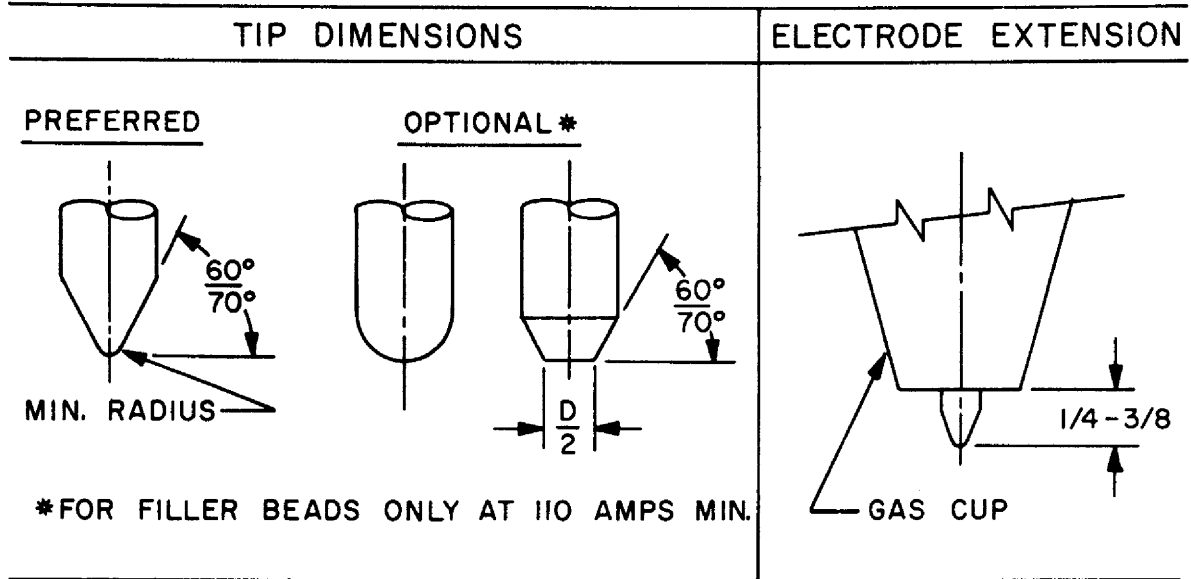 TIP DIMENSIONS
ELECTRODE EXTENSION
PREFERRED
OPTIONAL*
60°
70°
60°
70°
MIN. RADIUS
D
2
*FOR FILLER BEADS ONLY AT 110 AMPS MIN.
1/4-3/8
GAS CUP